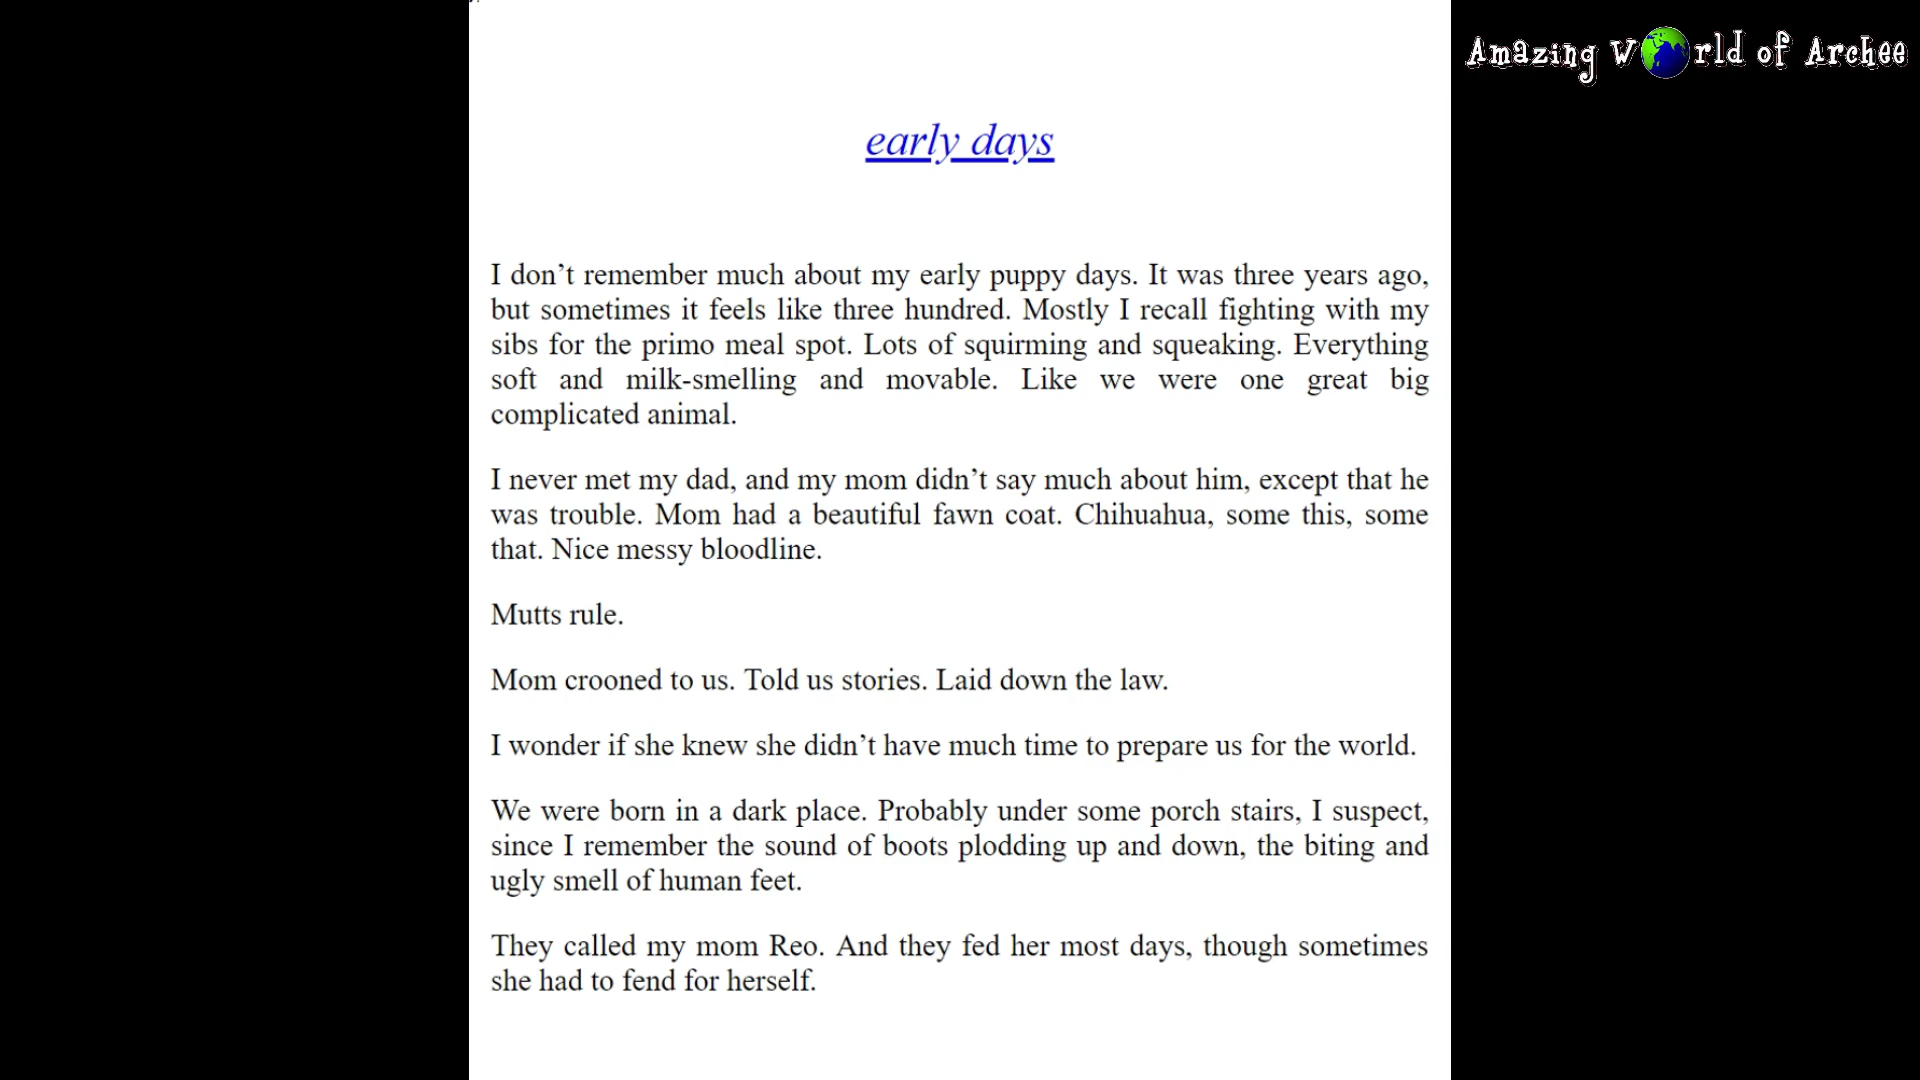 Amazing World of Archee
early days
I don’t remember much about my early puppy days. It was three years ago,
but sometimes it feels like three hundred. Mostly I recall fighting with my
sibs for the primo meal spot. Lots of squirming and squeaking. Everything
soft and milk-smelling and movable. Like we were one great big
complicated animal.
I never met my dad, and my mom didn’t say much about him, except that he
was trouble. Mom had a beautiful fawn coat. Chihuahua, some this, some
that. Nice messy bloodline.
Mutts rule.
Mom crooned to us. Told us stories. Laid down the law.
I wonder if she knew she didn’t have much time to prepare us for the world.
We were born in a dark place. Probably under some porch stairs, I suspect,
since I remember the sound of boots plodding up and down, the biting and
ugly smell of human feet.
They called my mom Reo. And they fed her most days, though sometimes
she had to fend for herself.